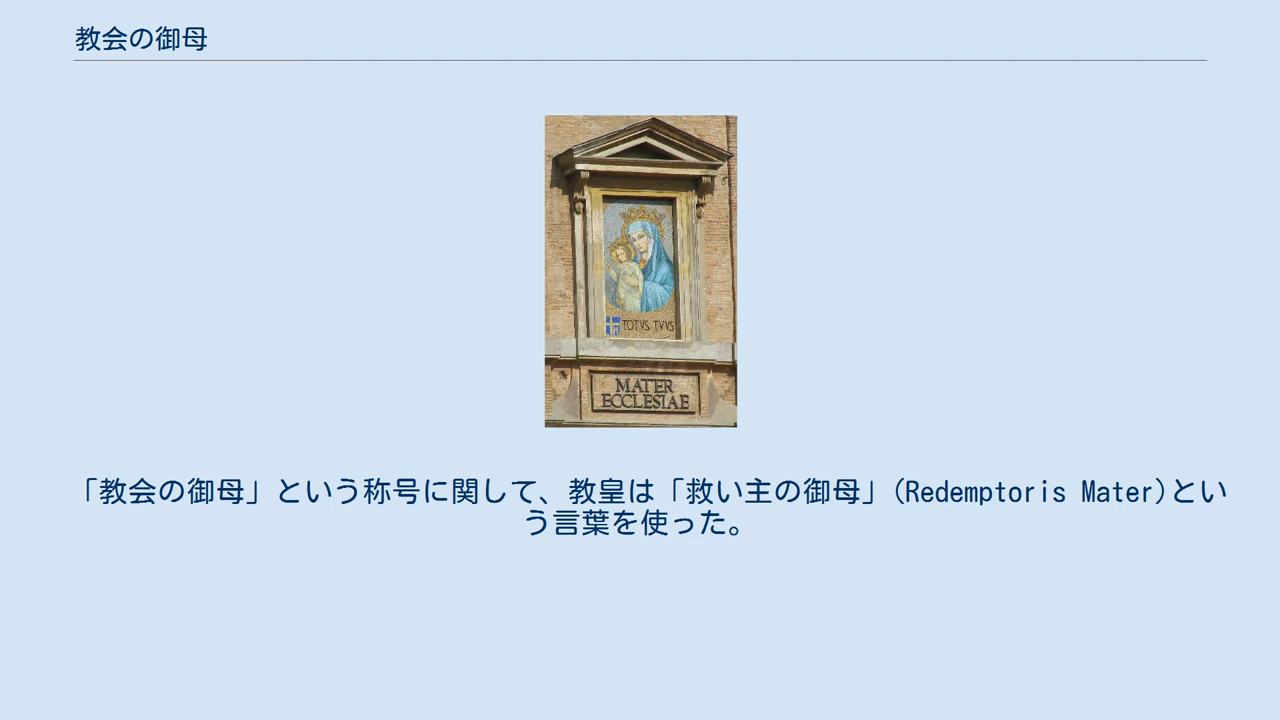 教会の御母
TOTVS TVVS
MATER
ECCLESIAE
「教会の御母」という称号に関して、教皇は「救い主の御母」(Redemptoris Mater)とい
う言葉を使った。